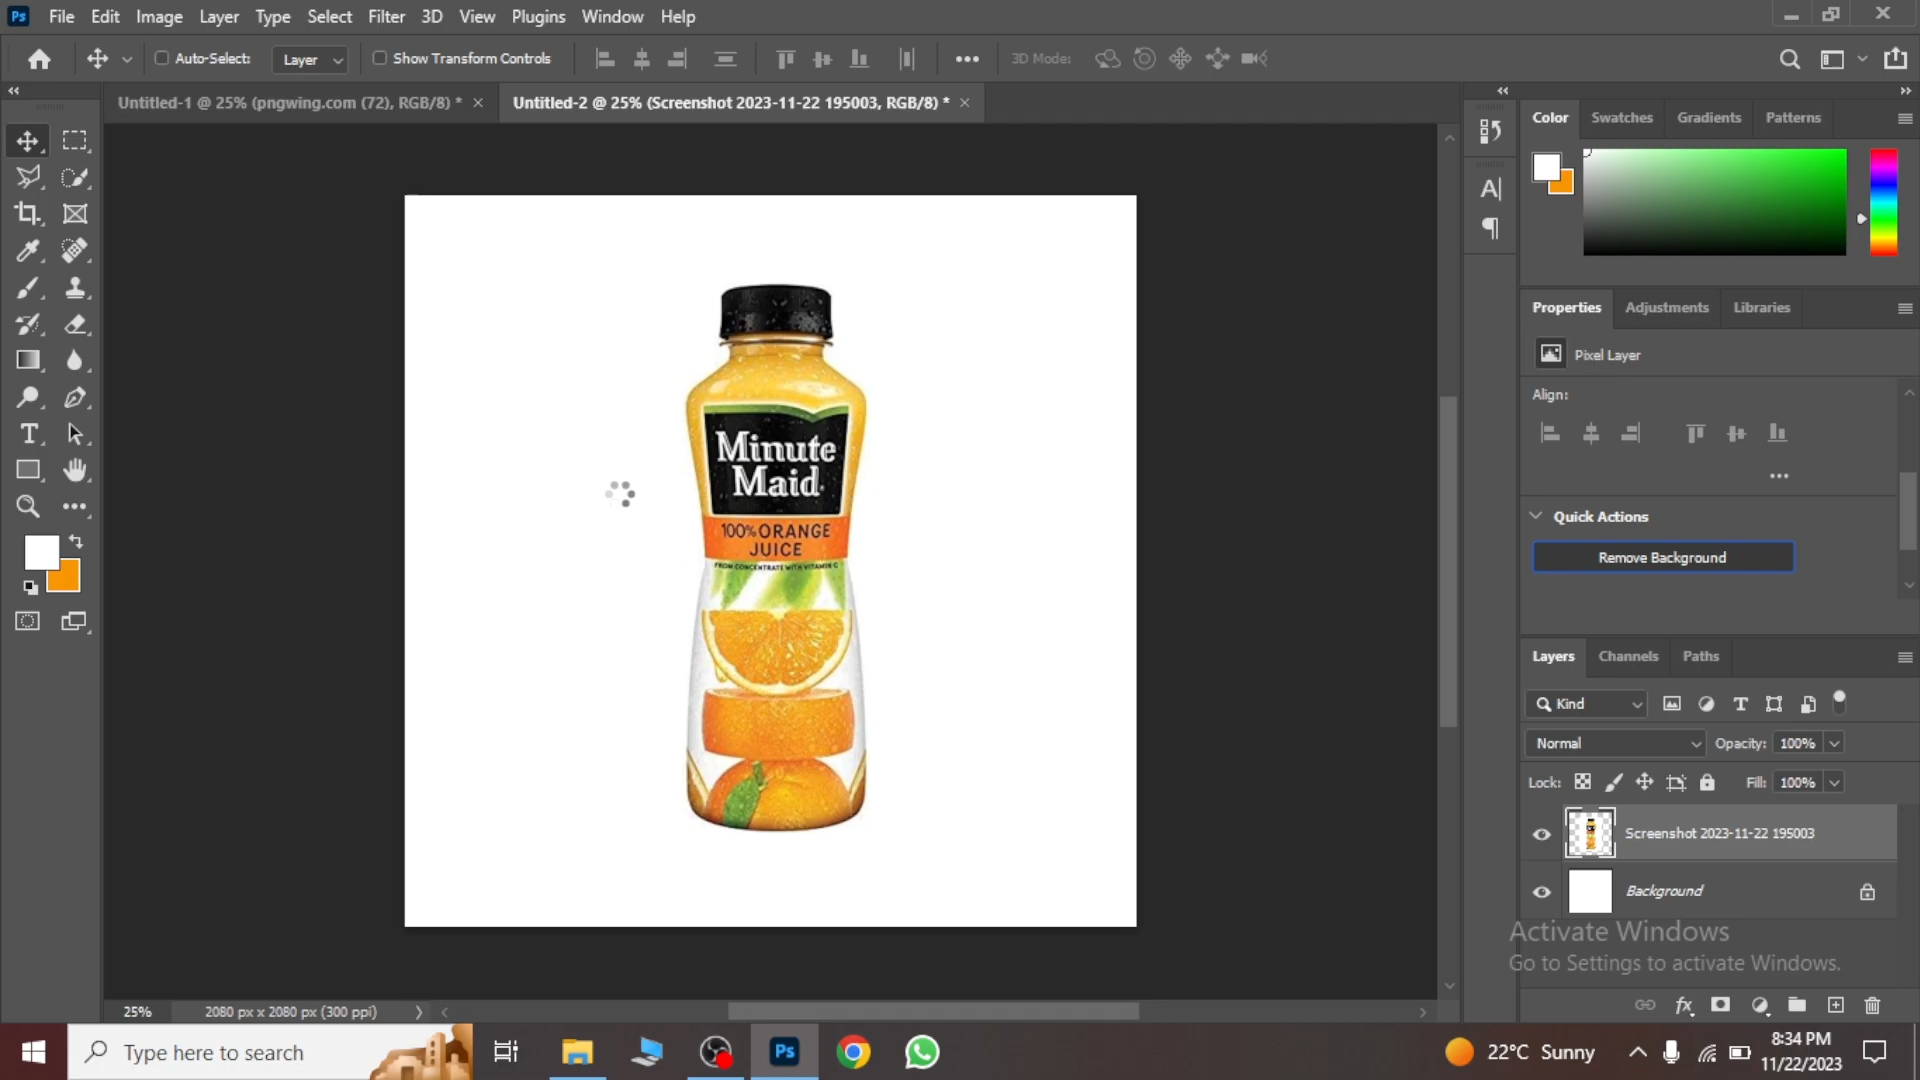 Ps File Edit Image Layer Type Select Filter 3D View Plugins Window Help
Auto-Select: Layer Show Transform Controls 3D Mode:
Untitled-1 @ 25% (pngwing.com (72), RGB/8) * Untitled-2 @ 25% (Screenshot 2023-11-22 195003, RGB/8) *
Color Swatches Gradients Patterns
Properties Adjustments Libraries
Pixel Layer
Align:
Quick Actions
Remove Background
Minute
Maid
100% ORANGE
JUICE
FROM CONCENTRATE WITH VITAMIN C
Layers Channels Paths
Kind
Normal Opacity: 100%
Lock: Fill: 100%
Screenshot 2023-11-22 195003
Background
Activate Windows
Go to Settings to activate Windows.
25% 2080 px x 2080 px (300 ppi)
Type here to search
Ps
22°C Sunny
8:34 PM
11/22/2023